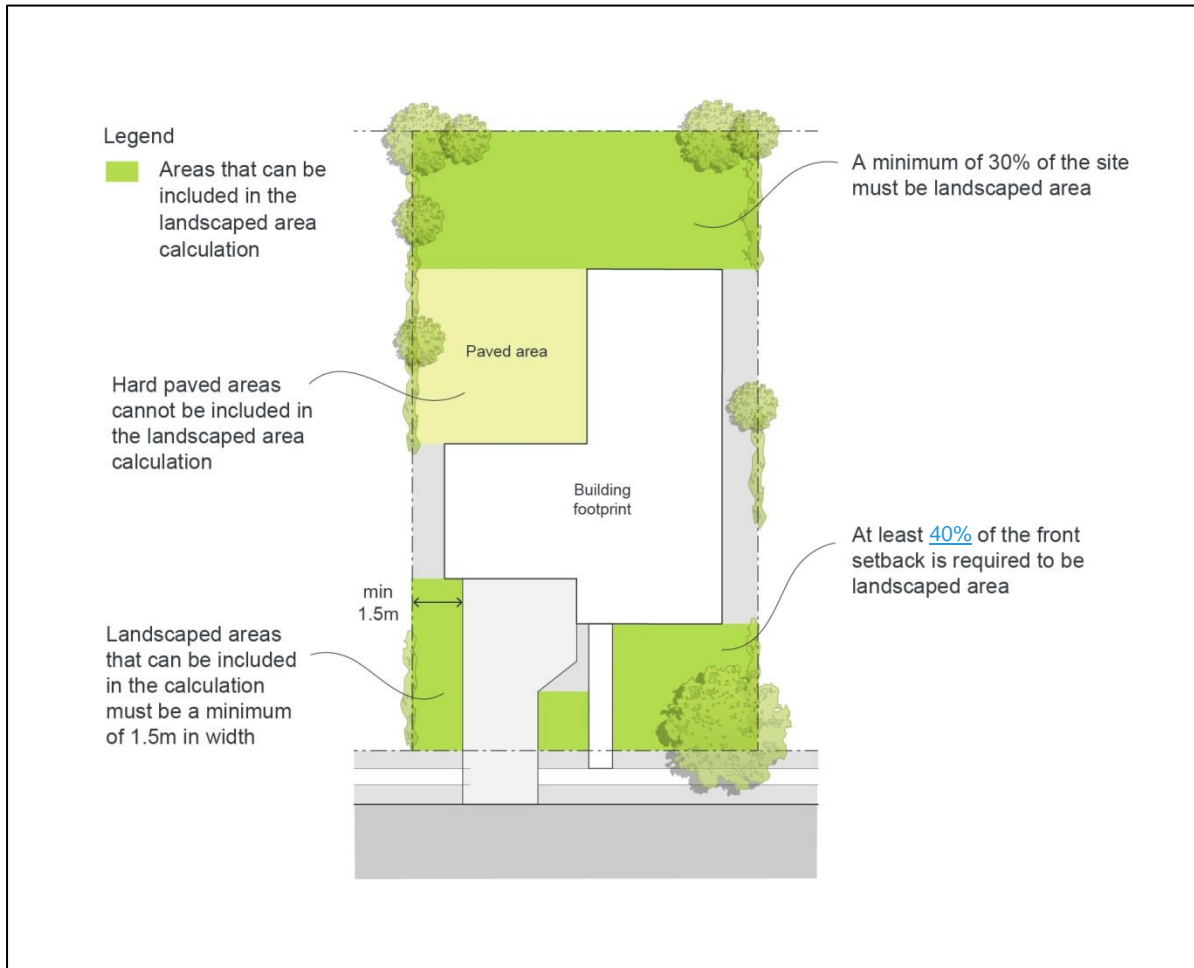 Legend
Areas that can be
included in the
landscaped area
calculation
A minimum of 30% of the site
must be landscaped area
Paved area
Hard paved areas
cannot be included in
the landscaped area
calculation
Building
footprint
At least 40% of the front
setback is required to be
landscaped area
min
1.5m
Landscaped areas
that can be included
in the calculation
must be a minimum
of 1.5m in width